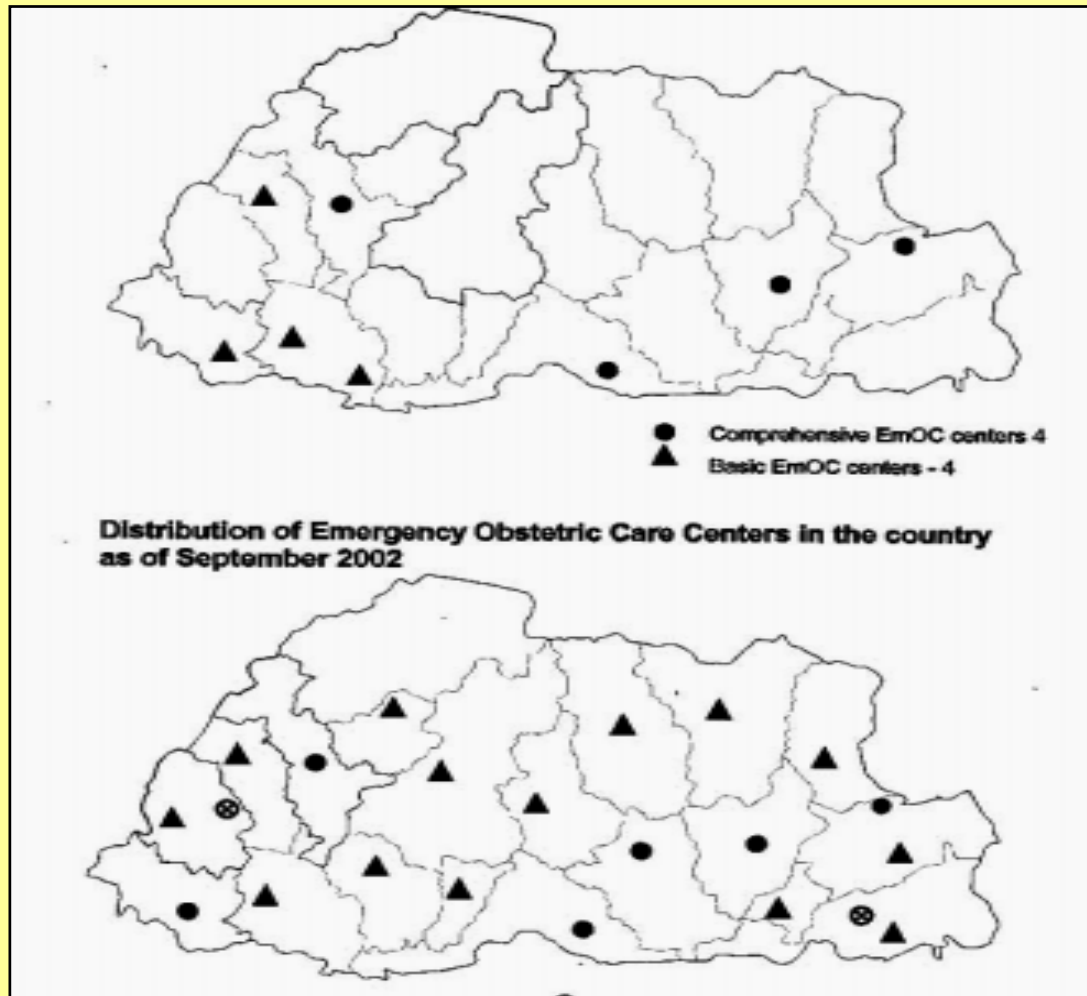 Comprehensive EmOC centers 4
Basic EmOC centers - 4
Distribution of Emergency Obstetric Care Centers in the country
as of September 2002